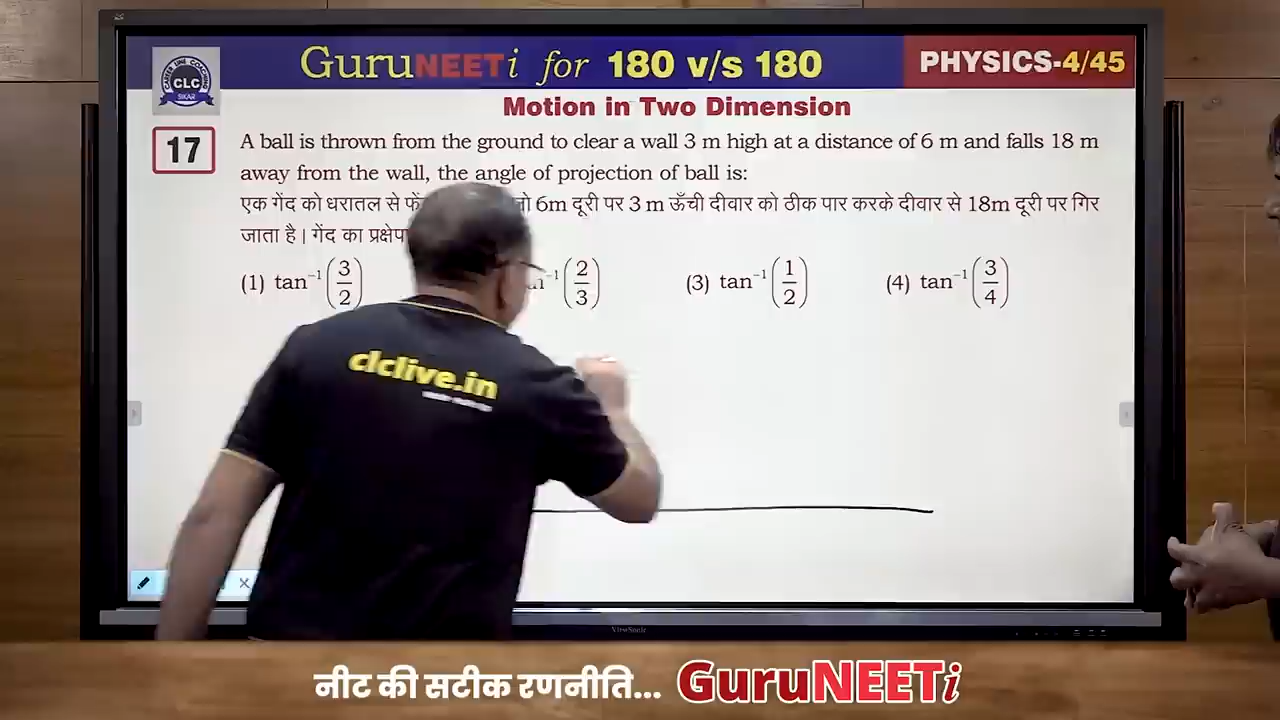 CLC
SIKAR
GuruNEETi for 180 v/s 180
PHYSICS-4/45
Motion in Two Dimension
17
A ball is thrown from the ground to clear a wall 3 m high at a distance of 6 m and falls 18 m
away from the wall, the angle of projection of ball is:
एक गेंद को धरातल से 6m दूरी पर 3 m ऊँची दीवार को ठीक पार करके दीवार से 18m दूरी पर गिर
जाता है। गेंद का
(1) tan⁻¹(3/2) ⁻¹(2/3) (3) tan⁻¹(1/2) (4) tan⁻¹(3/4)
clclive.in
ViewSonic
नीट की सटीक रणनीति... GuruNEETi